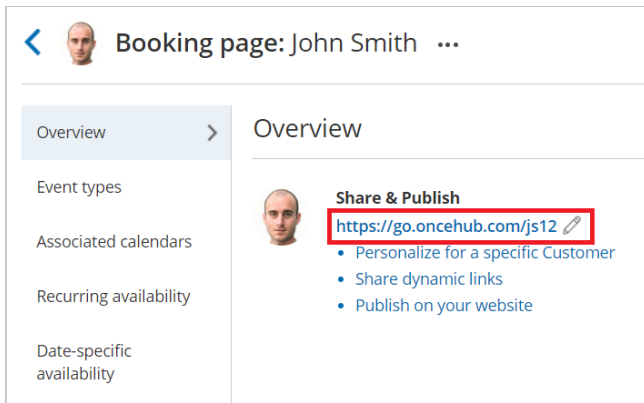 Booking page: John Smith ...
Overview
Event types
Associated calendars
Recurring availability
Date-specific
availability
Overview
Share & Publish
https://go.oncehub.com/js12
Personalize for a specific Customer
Share dynamic links
Publish on your website